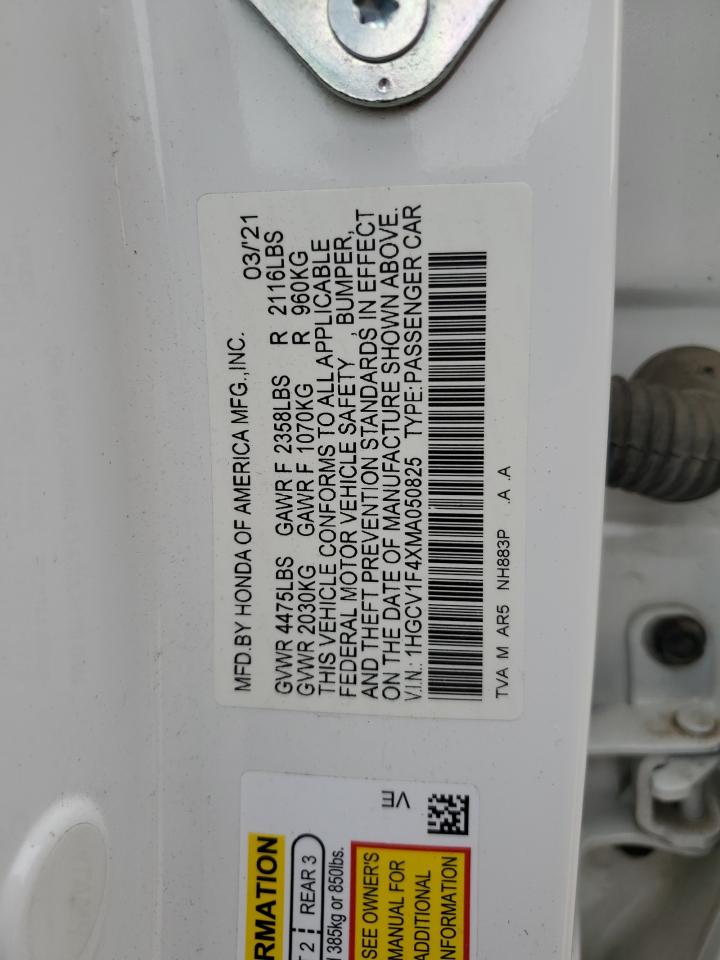 MFD.BY HONDA OF AMERICA MFG.,INC. 03/'21
GVWR 4475LBS GAWR F 2358LBS R 2116LBS
GVWR 2030KG GAWR F 1070KG R 960KG
THIS VEHICLE CONFORMS TO ALL APPLICABLE
FEDERAL MOTOR VEHICLE SAFETY , BUMPER,
AND THEFT PREVENTION STANDARDS IN EFFECT
ON THE DATE OF MANUFACTURE SHOWN ABOVE.
V.I.N.: 1HGCV1F4XMA050825 TYPE:PASSENGER CAR
TVA M AR5 NH883P .A .A
VE
RMATION
T 2 REAR 3
385kg or 850lbs.
SEE OWNER'S
MANUAL FOR
ADDITIONAL
NFORMATION